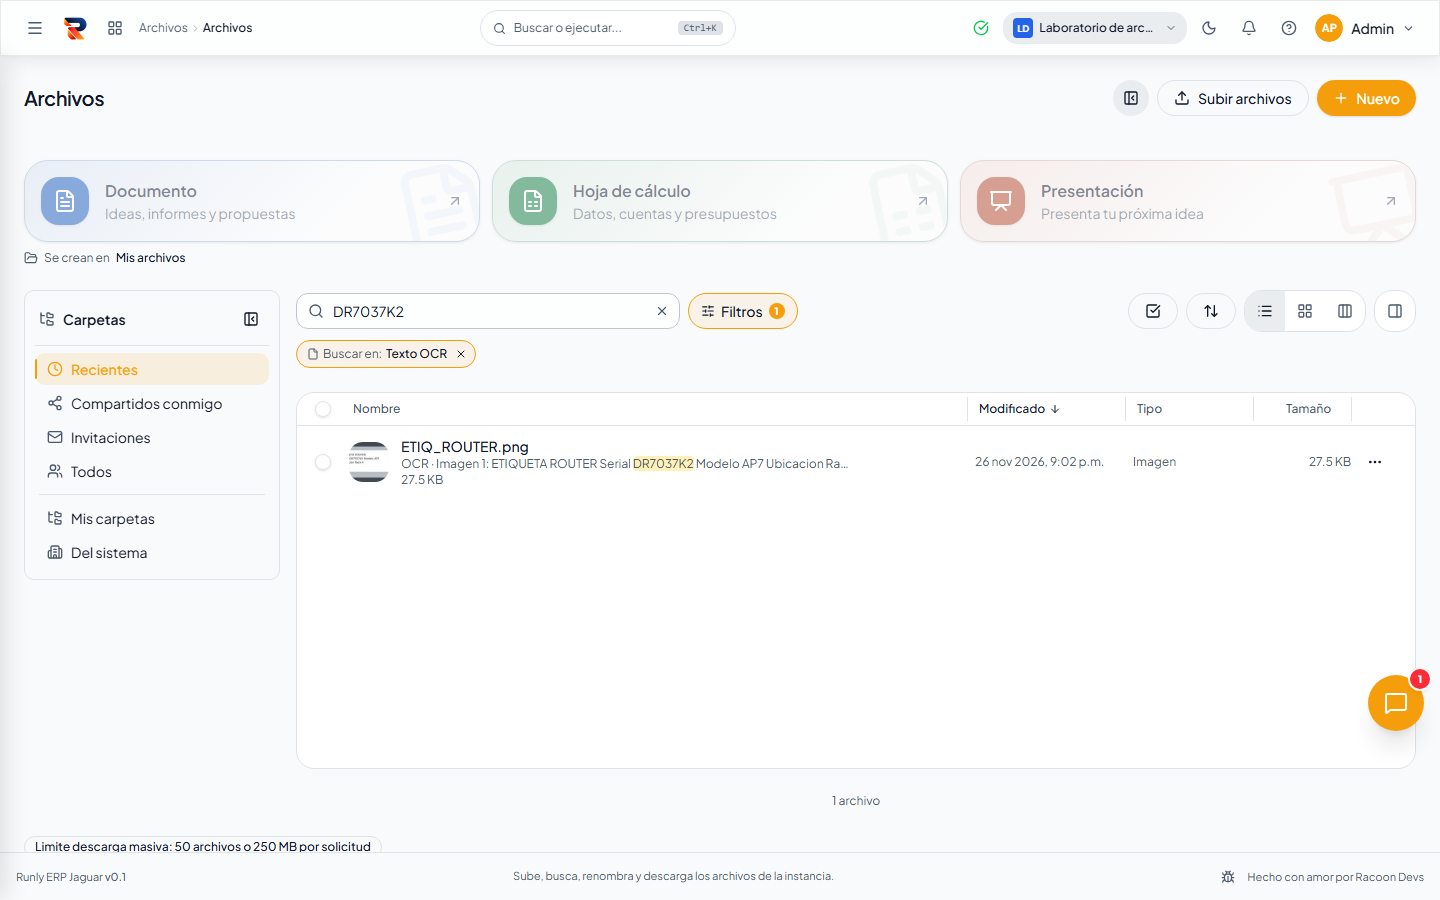 Archivos › Archivos
Buscar o ejecutar...
Ctrl+K
LD
Laboratorio de arc...
AP
Admin
Archivos
Subir archivos
Nuevo
Documento
Ideas, informes y propuestas
Hoja de cálculo
Datos, cuentas y presupuestos
Presentación
Presenta tu próxima idea
Se crean en Mis archivos
Carpetas
Recientes
Compartidos conmigo
Invitaciones
Todos
Mis carpetas
Del sistema
DR7037K2
Filtros 1
Buscar en: Texto OCR
Nombre
Modificado
Tipo
Tamaño
ETIQ_ROUTER.png
OCR · Imagen 1: ETIQUETA ROUTER Serial DR7037K2 Modelo AP7 Ubicacion Ra...
27.5 KB
26 nov 2026, 9:02 p.m.
Imagen
27.5 KB
1
1 archivo
Limite descarga masiva: 50 archivos o 250 MB por solicitud
Runly ERP Jaguar v0.1
Sube, busca, renombra y descarga los archivos de la instancia.
Hecho con amor por Racoon Devs